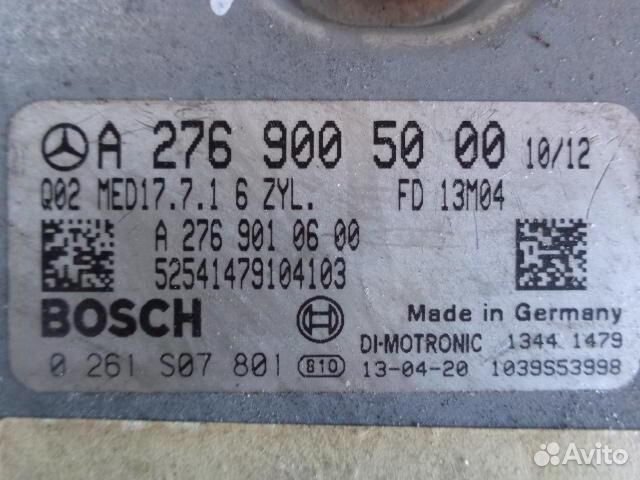 A 276 900 50 00 10/12
Q02 MED17.7.1 6 ZYL. FD 13M04
A 276 901 06 00
52541479104103
BOSCH Made in Germany
DI-MOTRONIC 1344 1479
0 261 S07 801 810 13-04-20 1039S53998
Avito